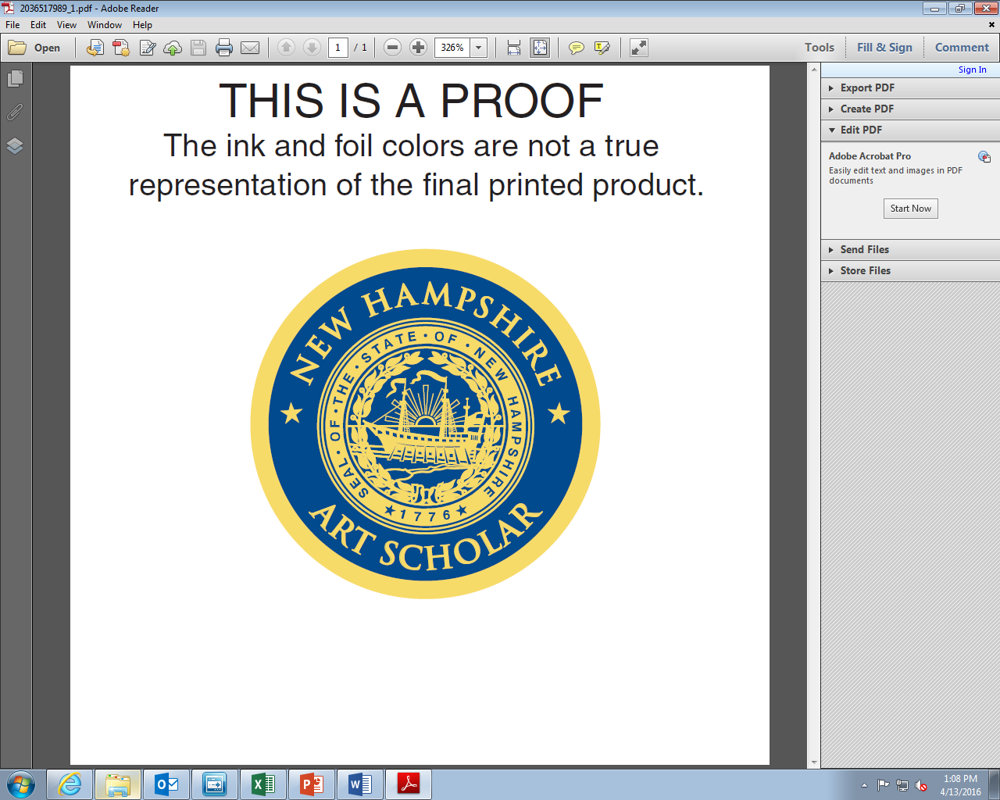 2036517989_1.pdf - Adobe Reader
File Edit View Window Help
Open 1 / 1 326% Tools Fill & Sign Comment
Sign In
Export PDF
Create PDF
Edit PDF
Adobe Acrobat Pro
Easily edit text and images in PDF
documents
Start Now
Send Files
Store Files
THIS IS A PROOF
The ink and foil colors are not a true
representation of the final printed product.
NEW HAMPSHIRE
SEAL · OF · THE · STATE · OF · NEW HAMPSHIRE
1776
ART SCHOLAR
1:08 PM
4/13/2016